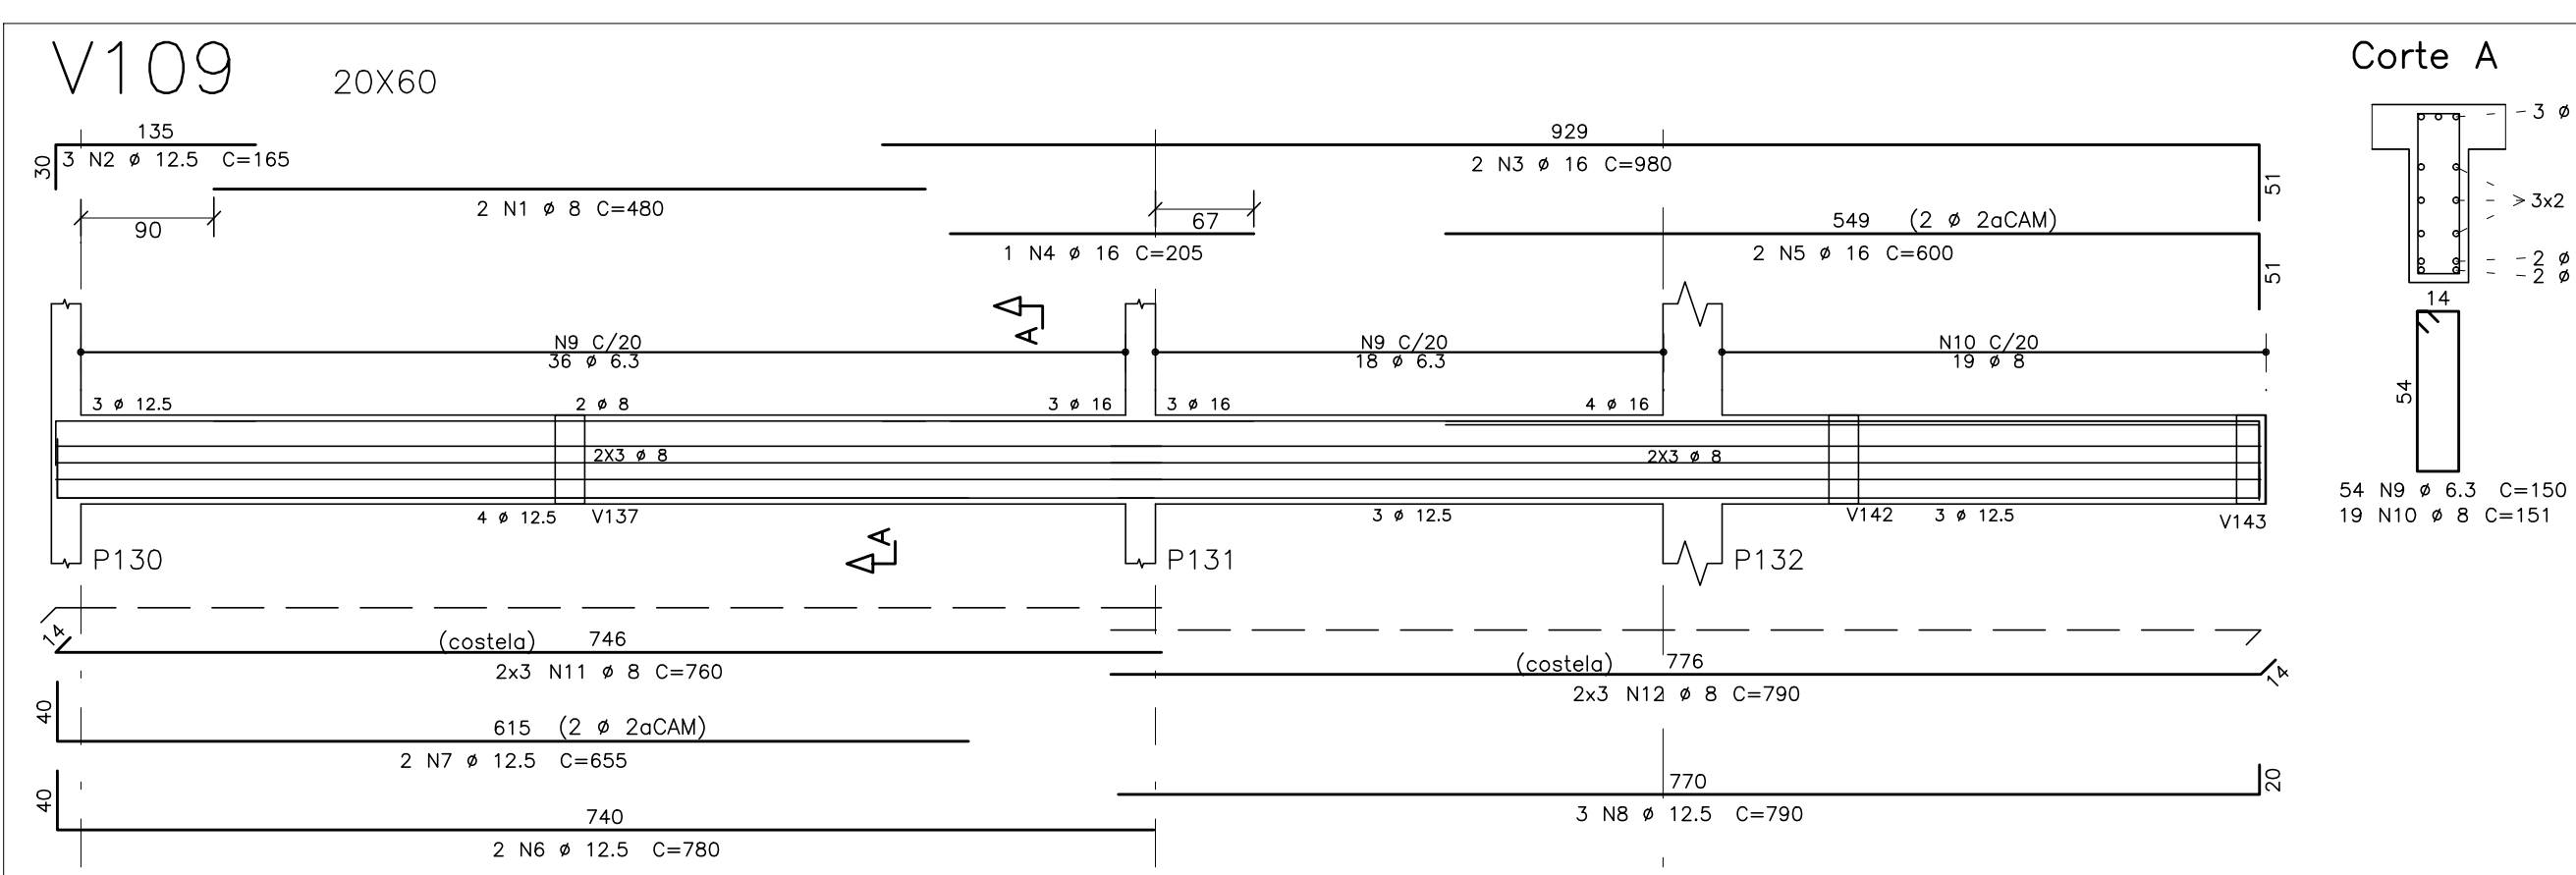 V109 20X60
135
30
3 N2 ø 12.5 C=165
90
2 N1 ø 8 C=480
929
2 N3 ø 16 C=980
51
67
1 N4 ø 16 C=205
549 (2 ø 2aCAM)
2 N5 ø 16 C=600
51
A
N9 C/20
36 ø 6.3
N9 C/20
18 ø 6.3
N10 C/20
19 ø 8
3 ø 12.5
2 ø 8
3 ø 16
3 ø 16
4 ø 16
2X3 ø 8
2X3 ø 8
4 ø 12.5
V137
3 ø 12.5
V142
3 ø 12.5
V143
P130
A
P131
P132
14
(costela) 746
2x3 N11 ø 8 C=760
(costela) 776
2x3 N12 ø 8 C=790
14
40
615 (2 ø 2aCAM)
2 N7 ø 12.5 C=655
40
740
2 N6 ø 12.5 C=780
770
3 N8 ø 12.5 C=790
20
Corte A
3 ø
3x2
2 ø
2 ø
14
54
54 N9 ø 6.3 C=150
19 N10 ø 8 C=151